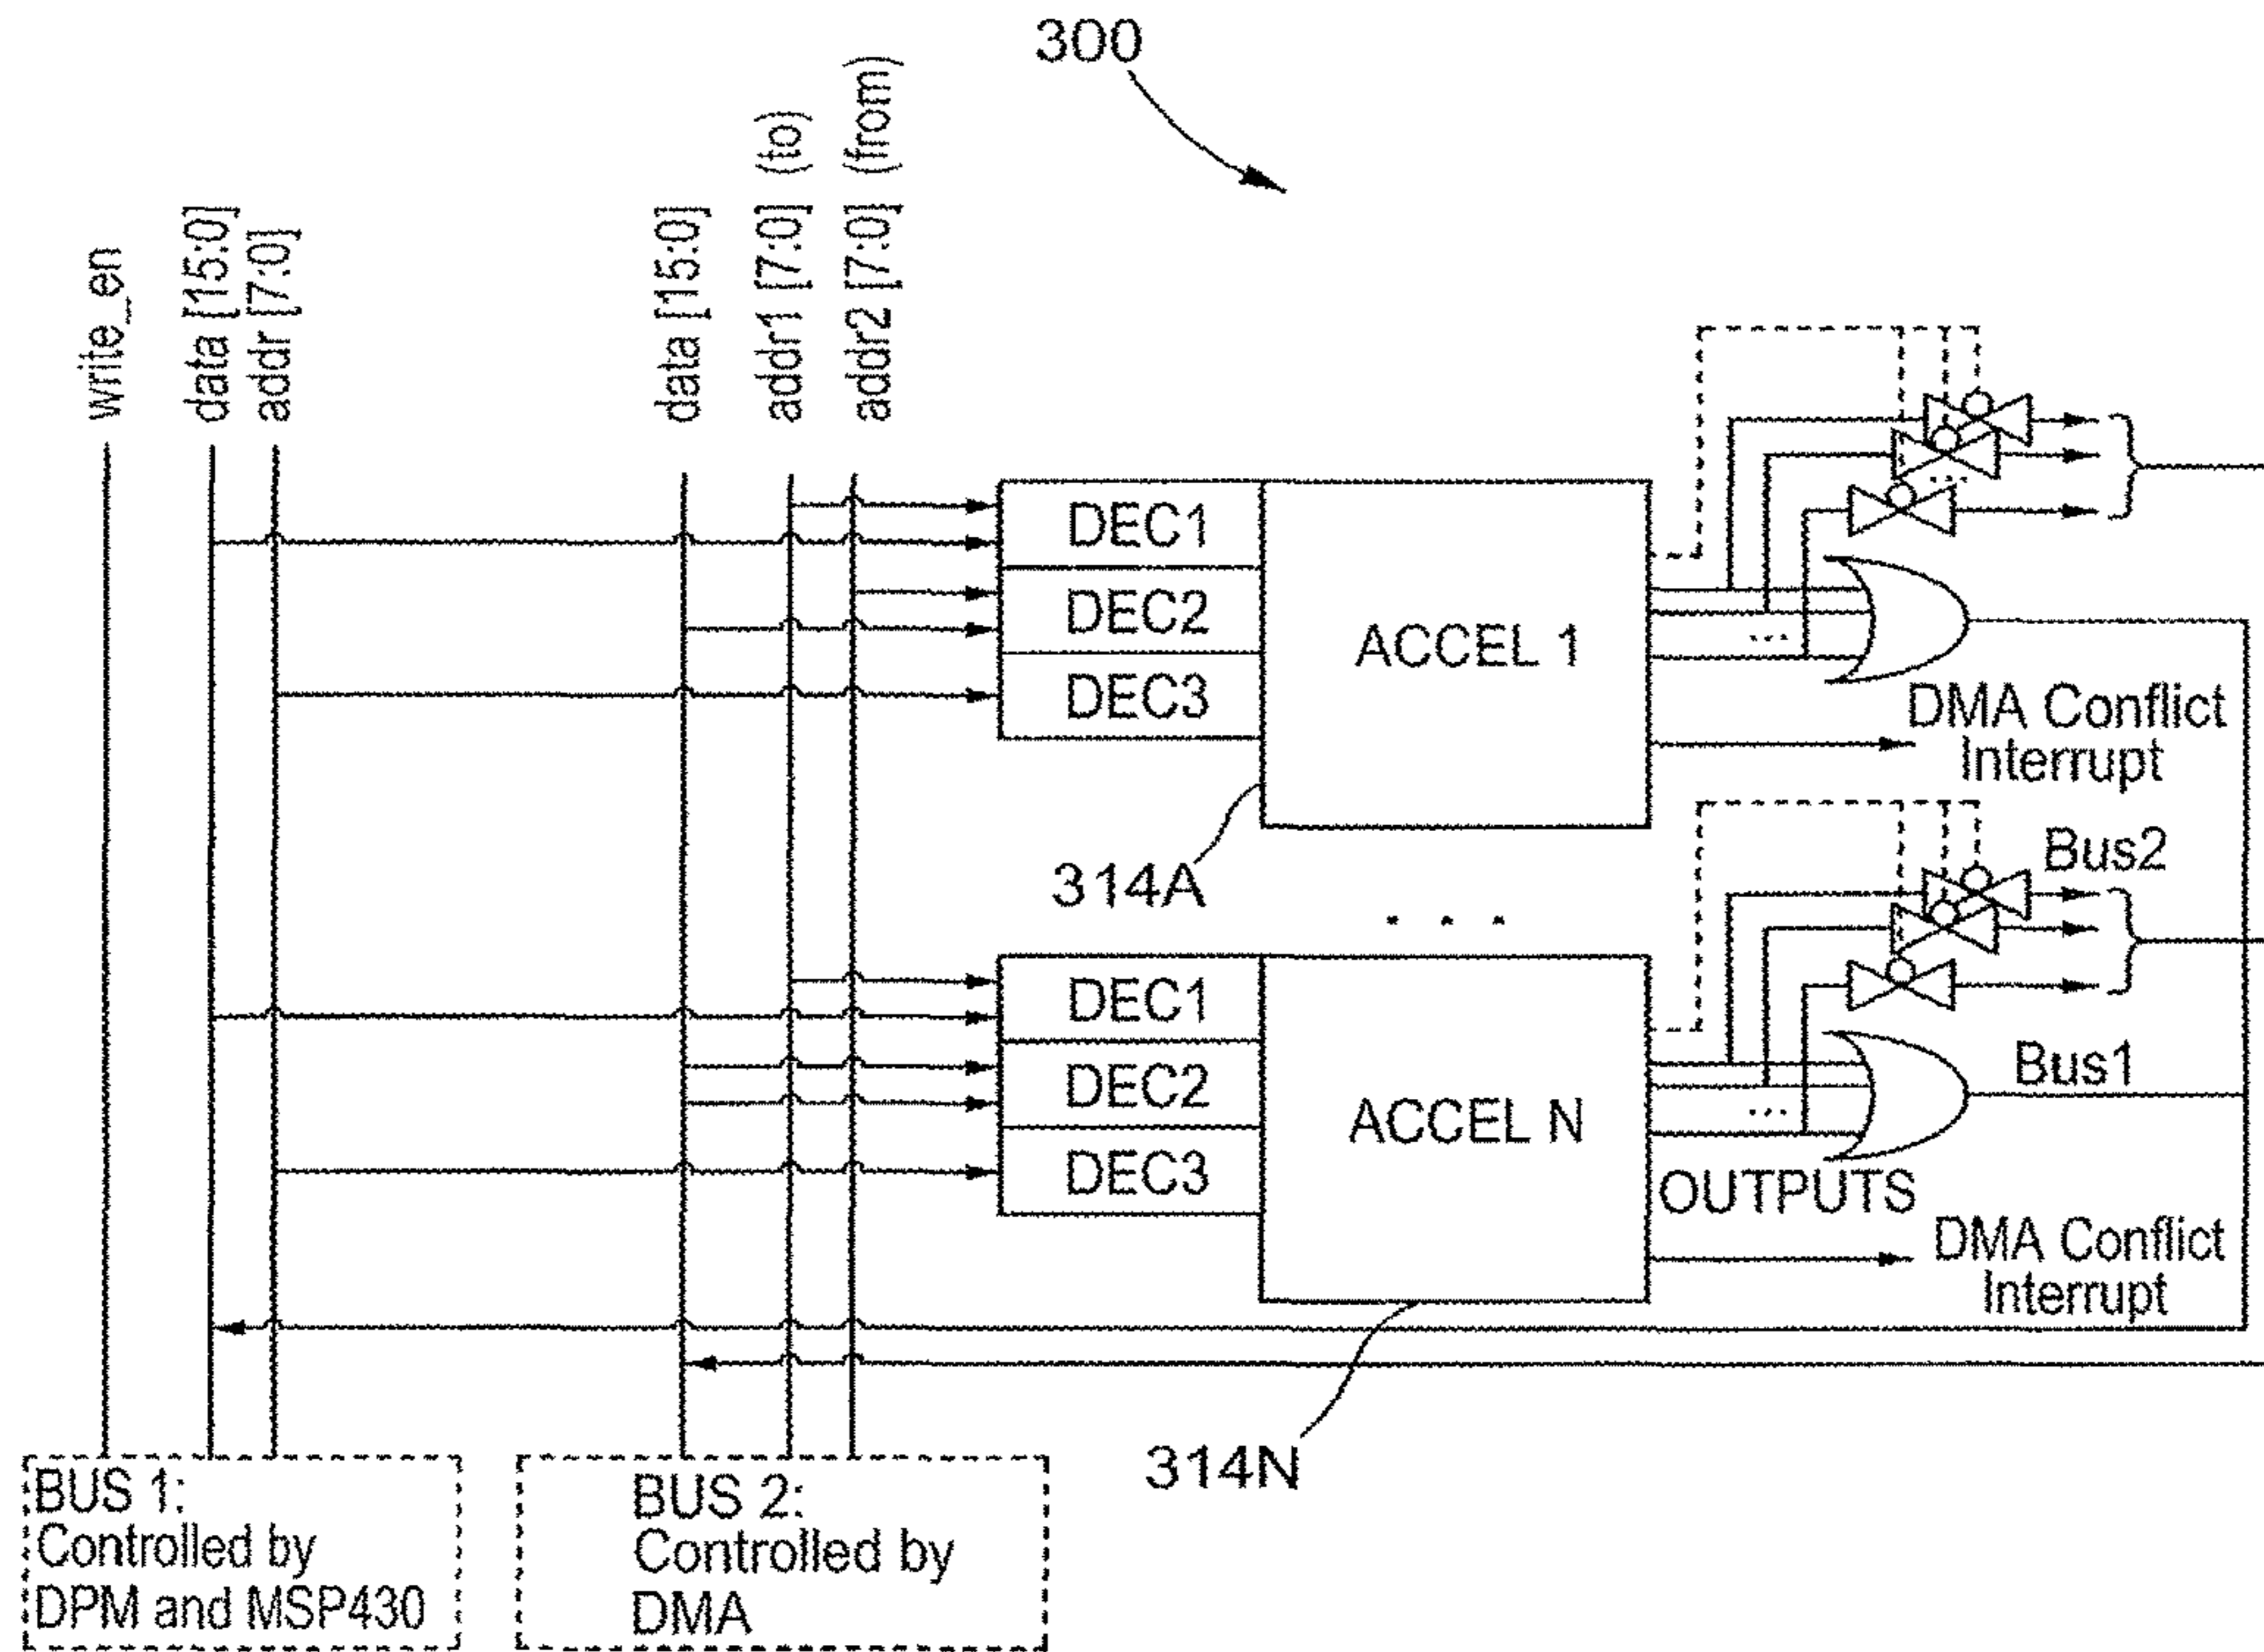 300
write_en
data [15:0]
addr [7:0]
data [15:0]
addr1 [7:0] (to)
addr2 [7:0] (from)
DEC1
DEC2
DEC3
ACCEL 1
...
...
DMA Conflict
Interrupt
314A
. . .
Bus2
DEC1
DEC2
DEC3
ACCEL N
...
Bus1
OUTPUTS
DMA Conflict
Interrupt
314N
BUS 1:
Controlled by
DPM and MSP430
BUS 2:
Controlled by
DMA